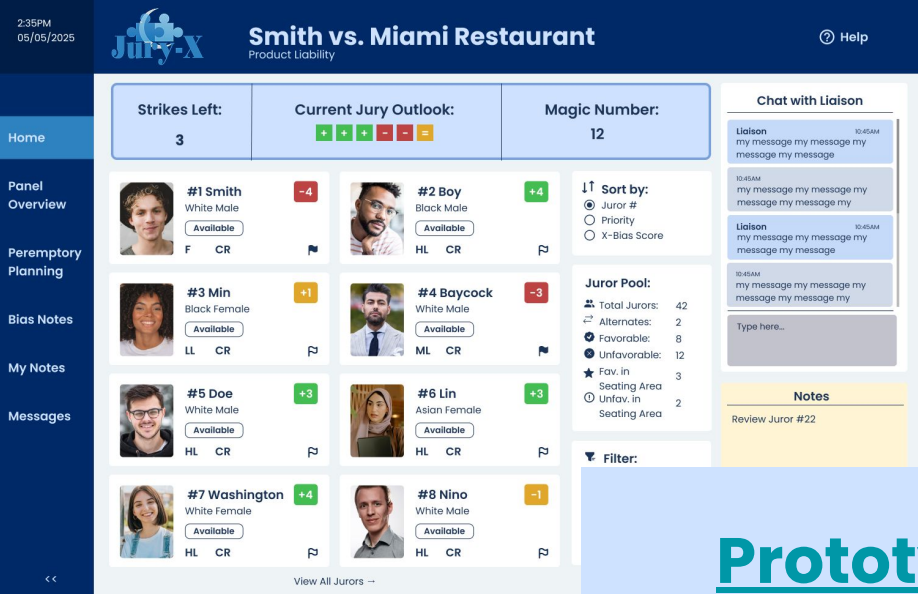 2:35PM
05/05/2025
Jury-X
Smith vs. Miami Restaurant
Product Liability
Help
Home
Panel
Overview
Peremptory
Planning
Bias Notes
My Notes
Messages
<<
Strikes Left:
3
Current Jury Outlook:
+ + + - - =
Magic Number:
12
#1 Smith
-4
White Male
Available
F CR
#2 Boy
+4
Black Male
Available
HL CR
#3 Min
+1
Black Female
Available
LL CR
#4 Baycock
-3
White Male
Available
ML CR
#5 Doe
+3
White Male
Available
HL CR
#6 Lin
+3
Asian Female
Available
HL CR
#7 Washington
+4
White Female
Available
HL CR
#8 Nino
-1
White Male
Available
HL CR
View All Jurors →
Sort by:
Juror #
Priority
X-Bias Score
Juror Pool:
Total Jurors: 42
Alternates: 2
Favorable: 8
Unfavorable: 12
Fav. in
Seating Area 3
Unfav. in
Seating Area 2
Filter:
Chat with Liaison
Liaison 10:45AM
my message my message my
message my message
10:45AM
my message my message my
message my message my
Liaison 10:45AM
my message my message my
message my message
10:45AM
my message my message my
message my message my
Type here...
Notes
Review Juror #22
Protot